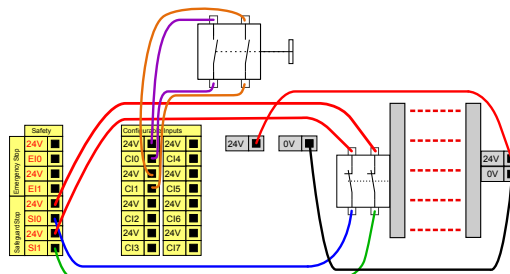 Safety
Emergency Stop
24V
EI0
24V
EI1
Safeguard Stop
24V
SI0
24V
SI1
Configurable Inputs
24V 24V
CI0 CI4
24V 24V
CI1 CI5
24V 24V
CI2 CI6
24V 24V
CI3 CI7
24V
0V
24V
0V